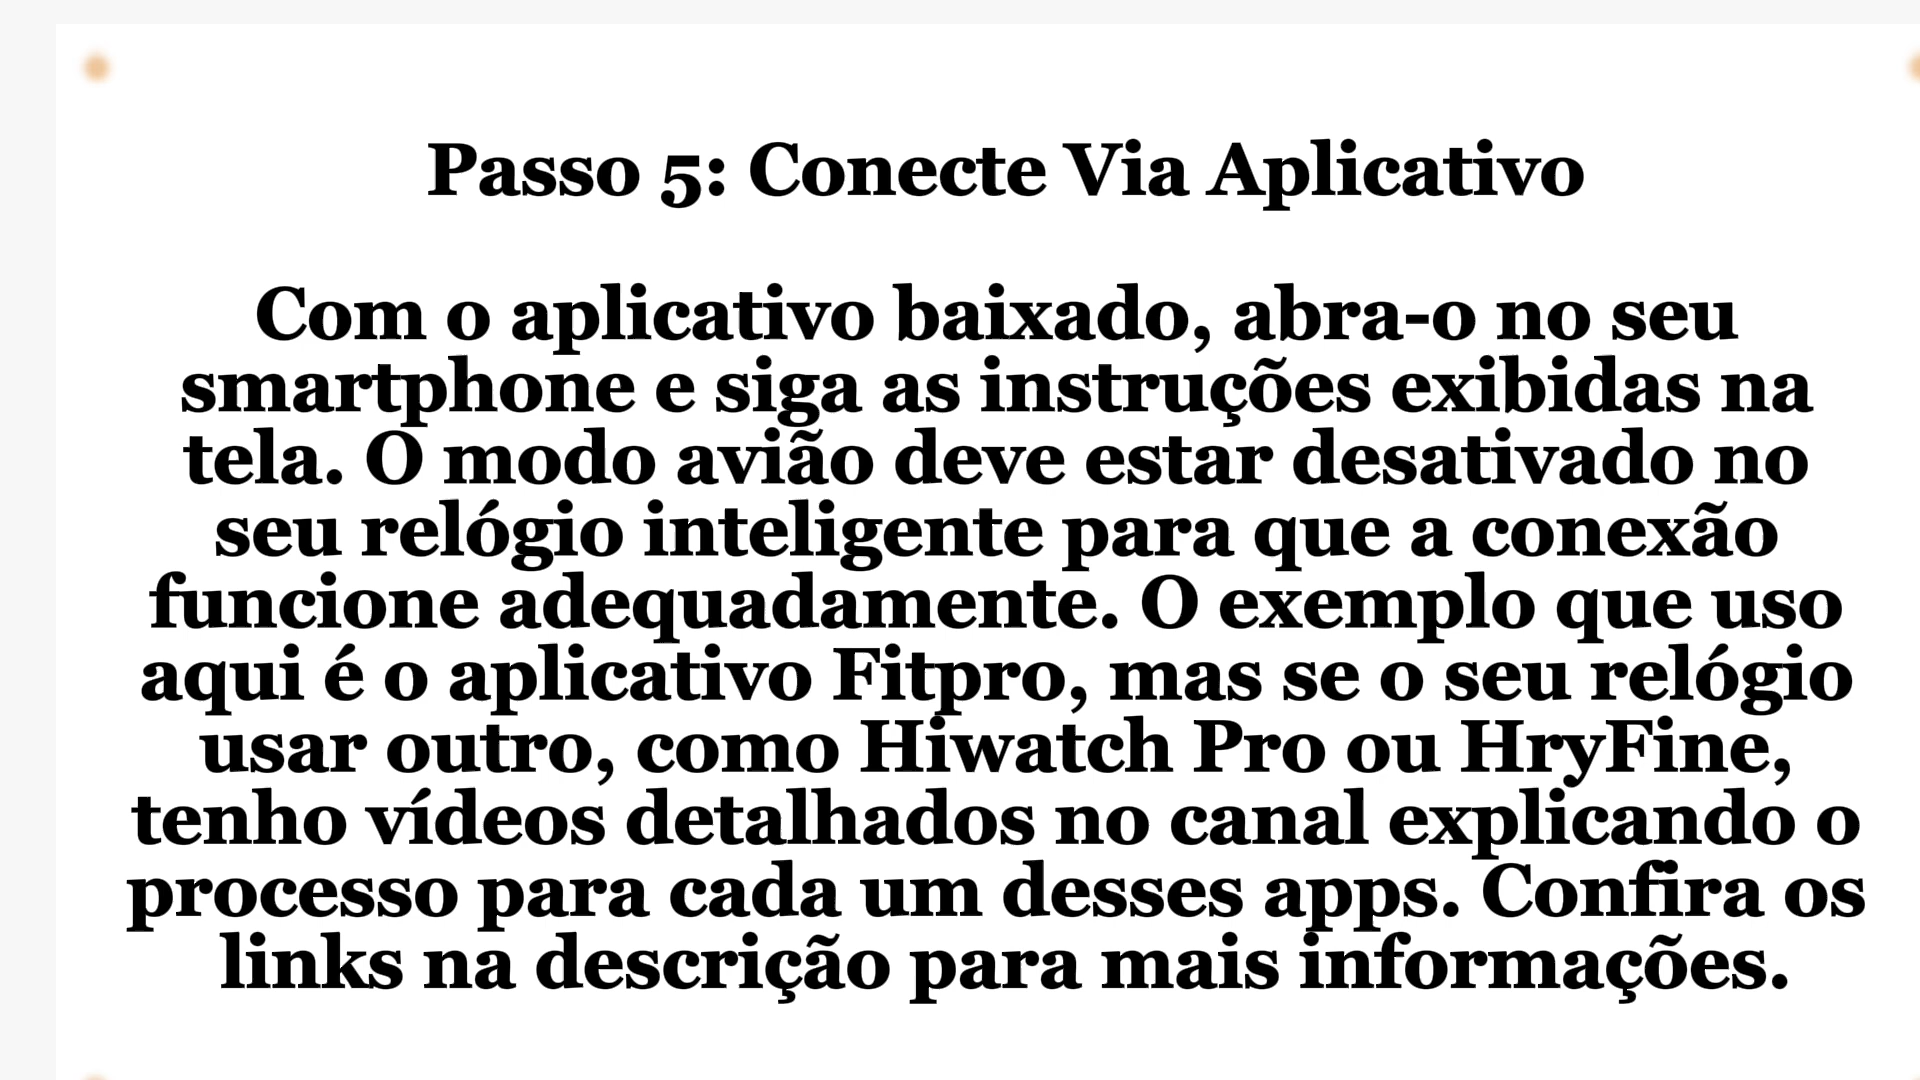 Passo 5: Conecte Via Aplicativo
Com o aplicativo baixado, abra-o no seu
smartphone e siga as instruções exibidas na
tela. O modo avião deve estar desativado no
seu relógio inteligente para que a conexão
funcione adequadamente. O exemplo que uso
aqui é o aplicativo Fitpro, mas se o seu relógio
usar outro, como Hiwatch Pro ou HryFine,
tenho vídeos detalhados no canal explicando o
processo para cada um desses apps. Confira os
links na descrição para mais informações.